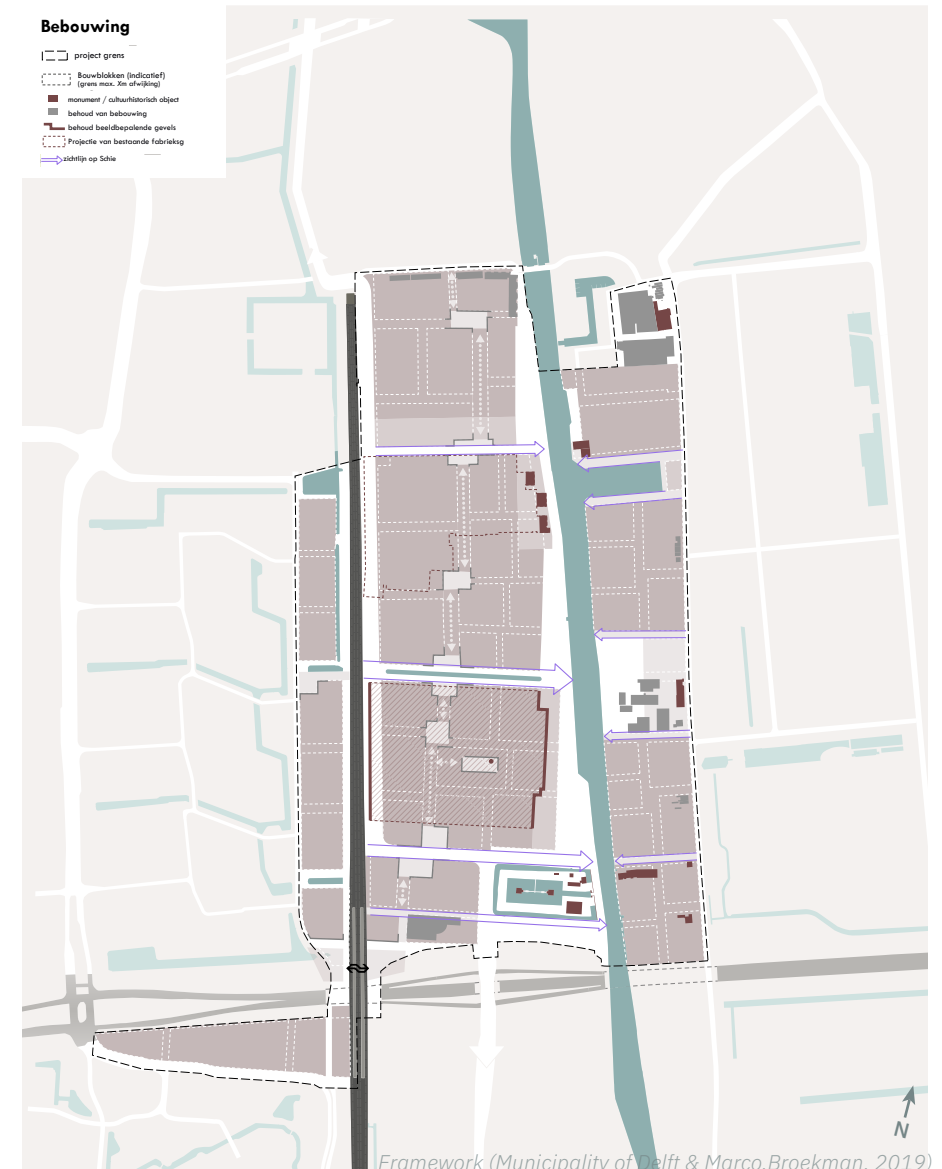 Bebouwing
project grens
Bouwblokken (indicatief)
(grens max. Xm afwijking)
monument / cultuurhistorisch object
behoud van bebouwing
behoud beeldbepalende gevels
Projectie van bestaande fabrieksg
zichtlijn op Schie
N
Framework (Municipality of Delft & Marco.Broekman, 2019)